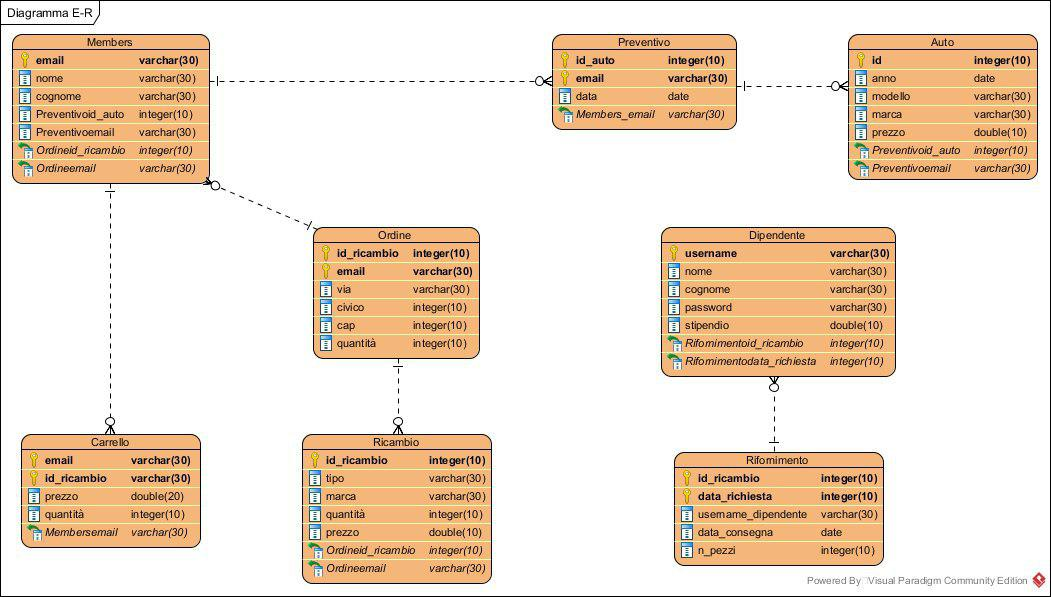 Diagramma E-R
Members
email varchar(30)
nome varchar(30)
cognome varchar(30)
Preventivoid_auto integer(10)
Preventivoemail varchar(30)
Ordineid_ricambio integer(10)
Ordineemail varchar(30)
Preventivo
id_auto integer(10)
email varchar(30)
data date
Members_email varchar(30)
Auto
id integer(10)
anno date
modello varchar(30)
marca varchar(30)
prezzo double(10)
Preventivoid_auto integer(10)
Preventivoemail varchar(30)
Ordine
id_ricambio integer(10)
email varchar(30)
via varchar(30)
civico integer(10)
cap integer(10)
quantità integer(10)
Dipendente
username varchar(30)
nome varchar(30)
cognome varchar(30)
password varchar(30)
stipendio double(10)
Rifornimentoid_ricambio integer(10)
Rifornimentodata_richiesta integer(10)
Carrello
email varchar(30)
id_ricambio varchar(30)
prezzo double(20)
quantità integer(10)
Membersemail varchar(30)
Ricambio
id_ricambio integer(10)
tipo varchar(30)
marca varchar(30)
quantità integer(10)
prezzo double(10)
Ordineid_ricambio integer(10)
Ordineemail varchar(30)
Rifornimento
id_ricambio integer(10)
data_richiesta integer(10)
username_dipendente varchar(30)
data_consegna date
n_pezzi integer(10)
Powered By Visual Paradigm Community Edition